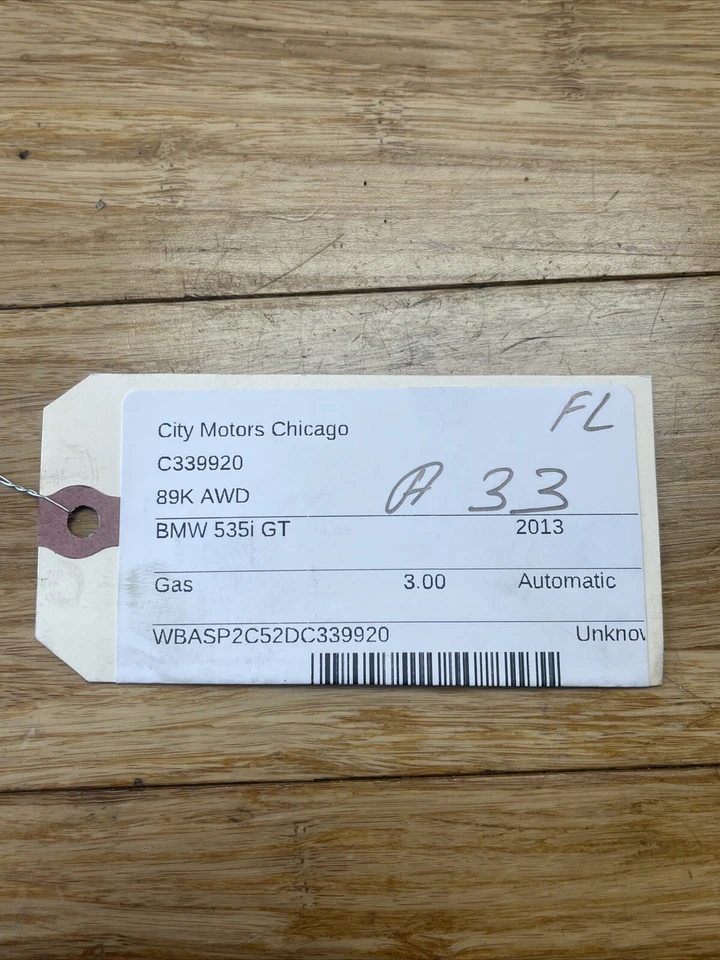 FL
City Motors Chicago
C339920
A 33
89K AWD
BMW 535i GT 2013
Gas 3.00 Automatic
WBASP2C52DC339920 Unknov